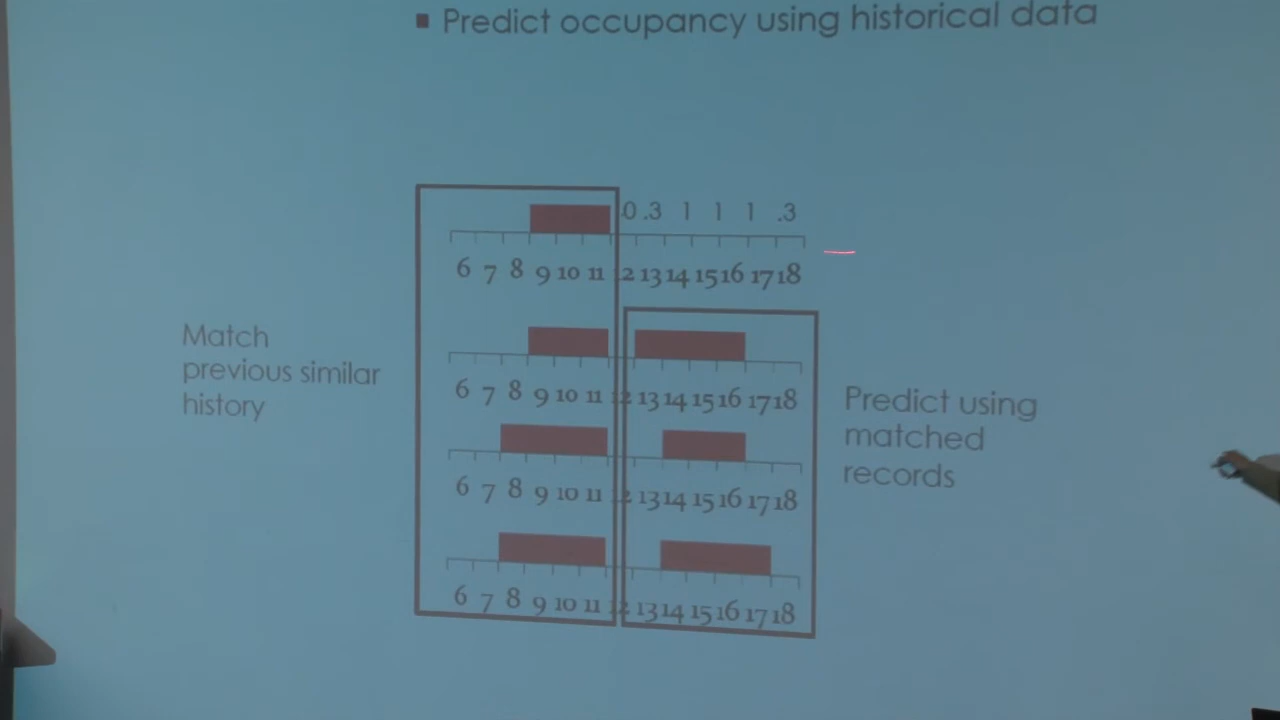 ▪ Predict occupancy using historical data
0 .3 1 1 1 .3
6 7 8 9 10 11 12 13 14 15 16 17 18
Match
previous similar
history
6 7 8 9 10 11 12 13 14 15 16 17 18
6 7 8 9 10 11 12 13 14 15 16 17 18
6 7 8 9 10 11 12 13 14 15 16 17 18
Predict using
matched
records